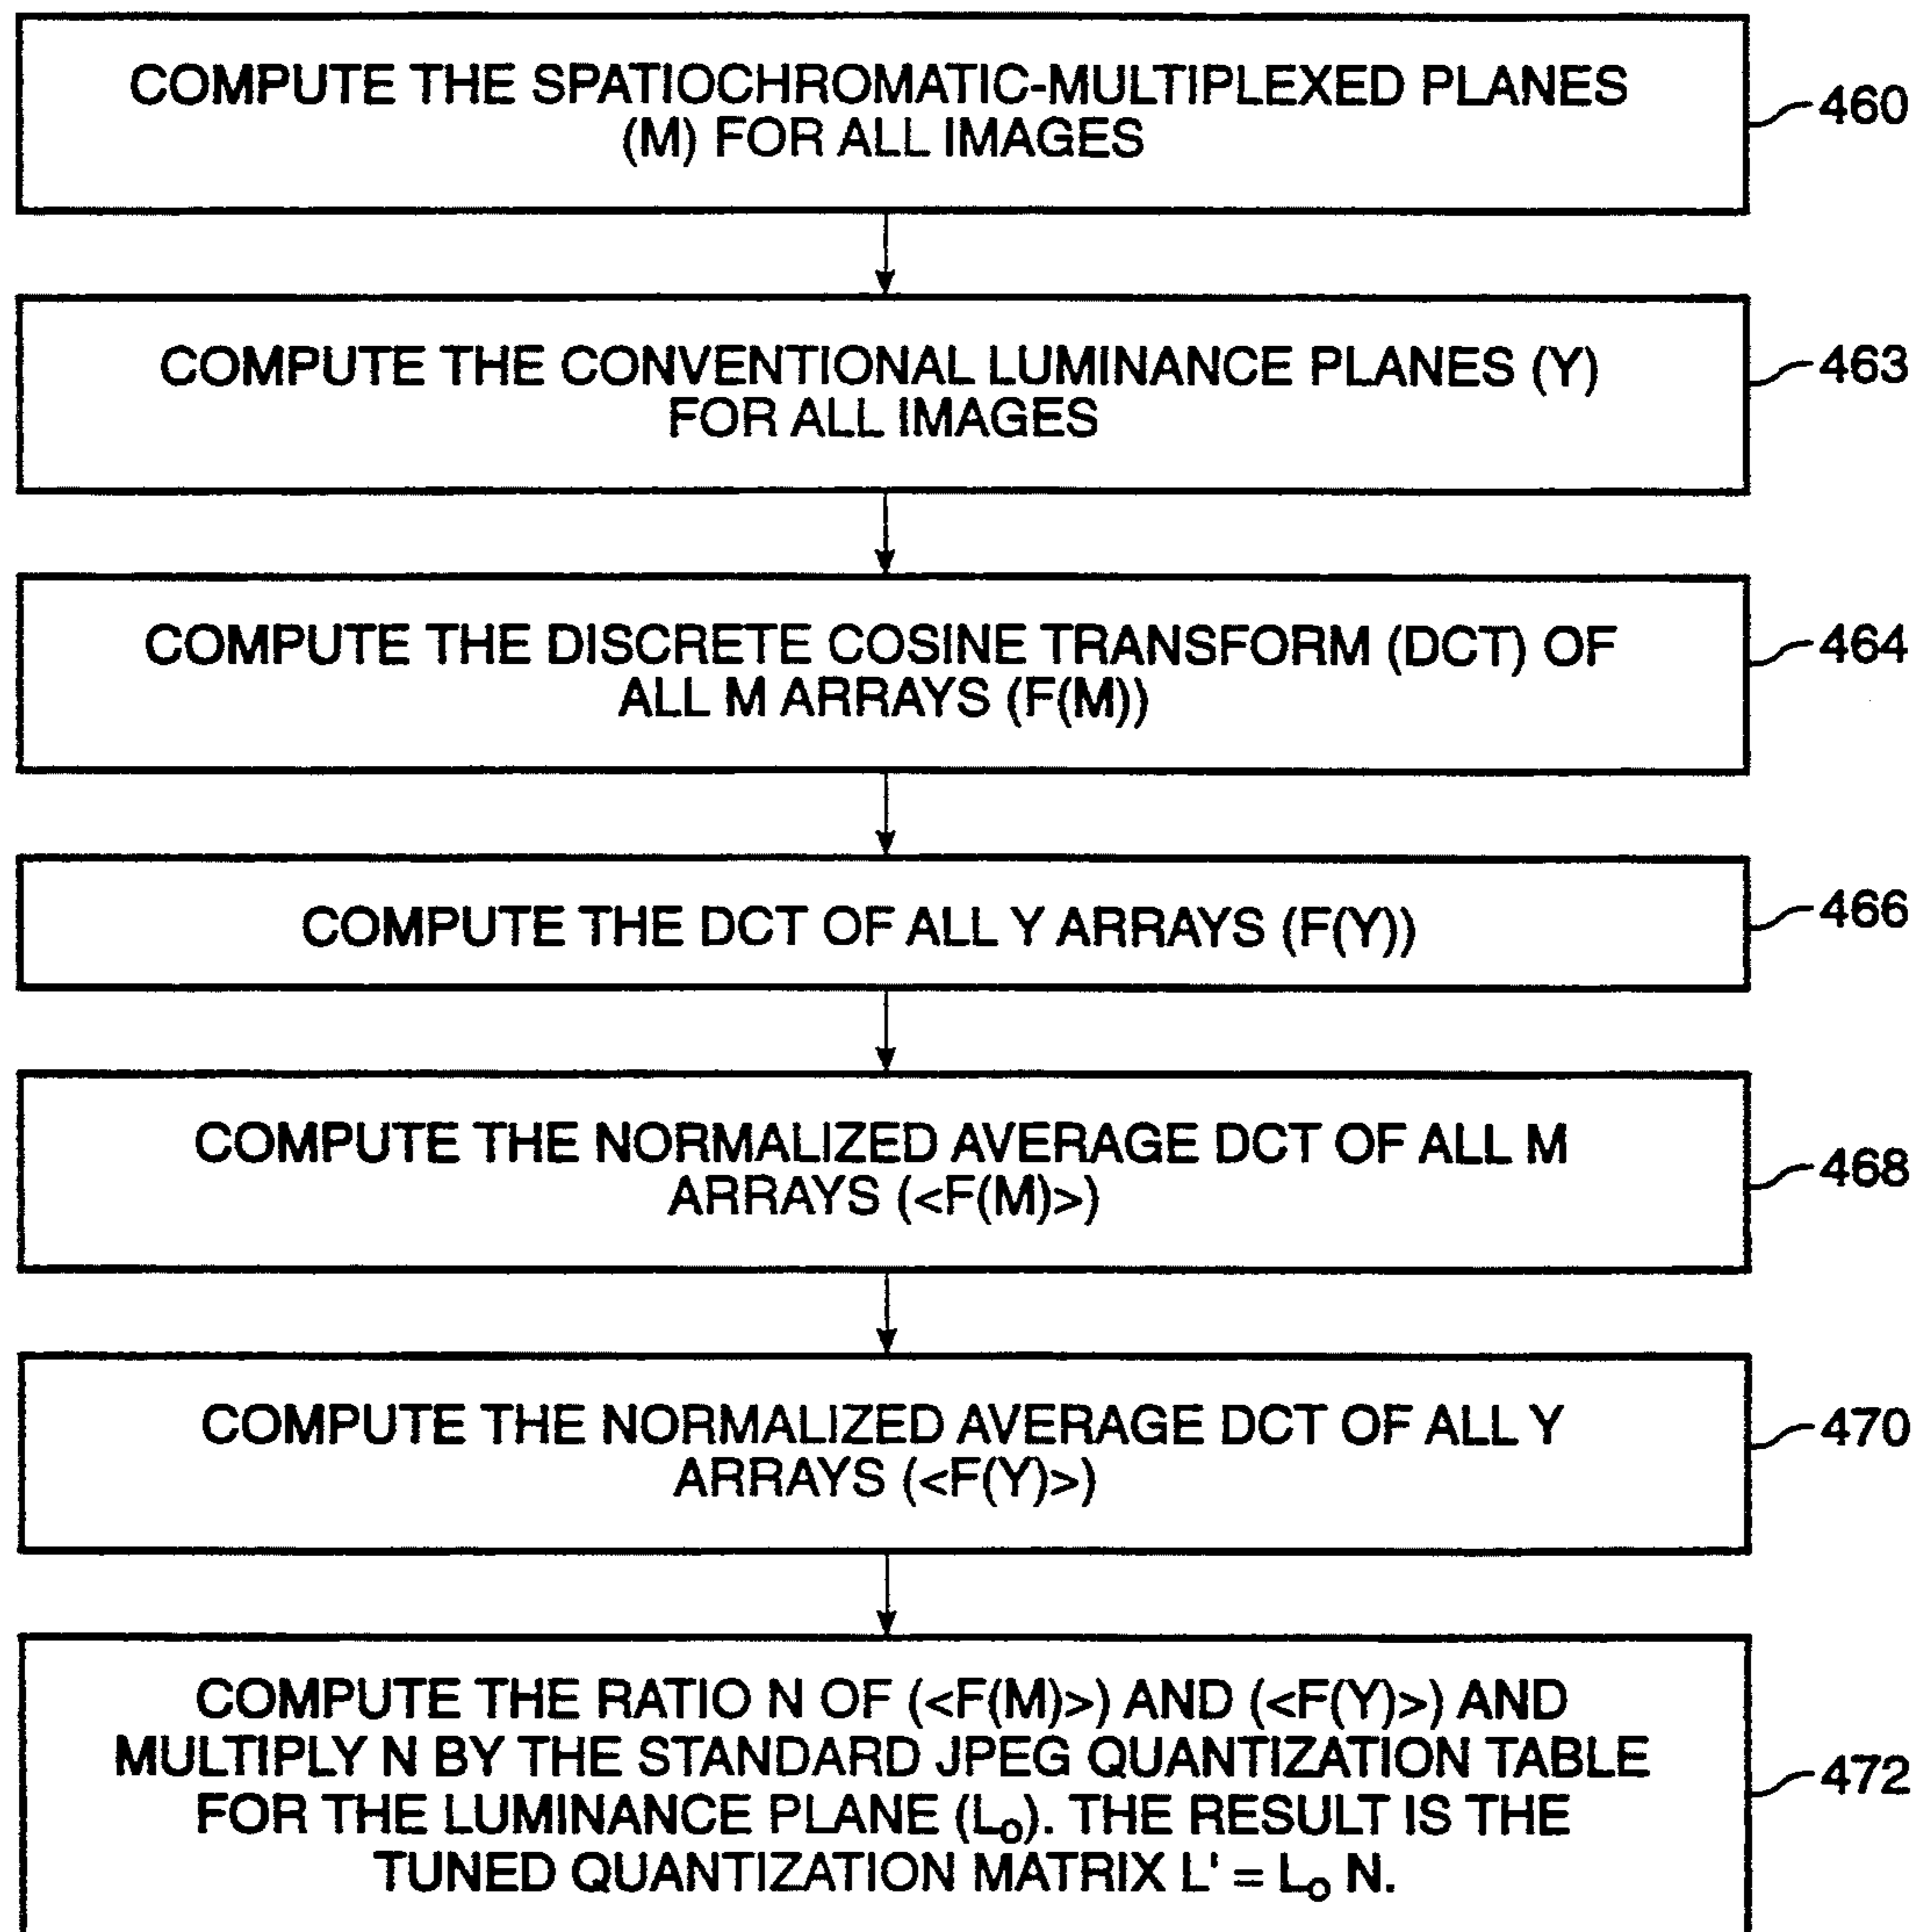 COMPUTE THE SPATIOCHROMATIC-MULTIPLEXED PLANES
(M) FOR ALL IMAGES
460
COMPUTE THE CONVENTIONAL LUMINANCE PLANES (Y)
FOR ALL IMAGES
463
COMPUTE THE DISCRETE COSINE TRANSFORM (DCT) OF
ALL M ARRAYS (F(M))
464
COMPUTE THE DCT OF ALL Y ARRAYS (F(Y))
466
COMPUTE THE NORMALIZED AVERAGE DCT OF ALL M
ARRAYS (<F(M)>)
468
COMPUTE THE NORMALIZED AVERAGE DCT OF ALL Y
ARRAYS (<F(Y)>)
470
COMPUTE THE RATIO N OF (<F(M)>) AND (<F(Y)>) AND
MULTIPLY N BY THE STANDARD JPEG QUANTIZATION TABLE
FOR THE LUMINANCE PLANE (L₀). THE RESULT IS THE
TUNED QUANTIZATION MATRIX L' = L₀ N.
472